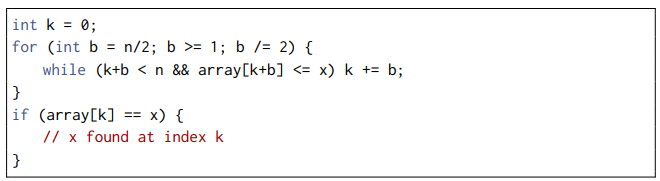 int k = 0;
for (int b = n/2; b >= 1; b /= 2) {
    while (k+b < n && array[k+b] <= x) k += b;
}
if (array[k] == x) {
    // x found at index k
}